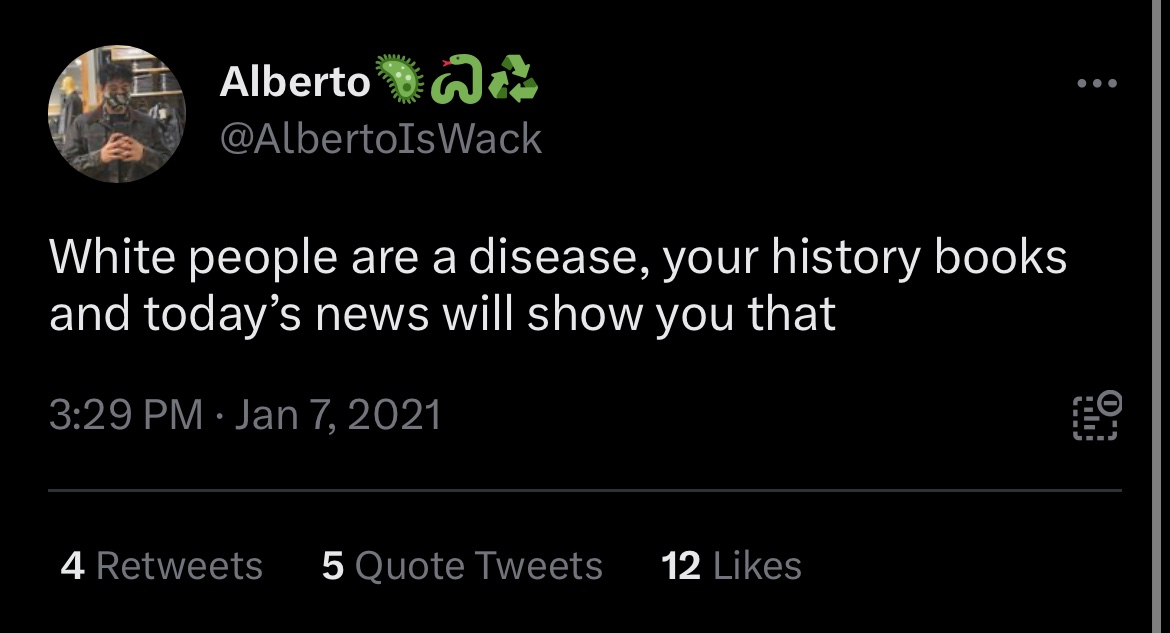 Alberto🦠🐍♻️
@AlbertoIsWack
White people are a disease, your history books
and today’s news will show you that
3:29 PM · Jan 7, 2021
4 Retweets 5 Quote Tweets 12 Likes